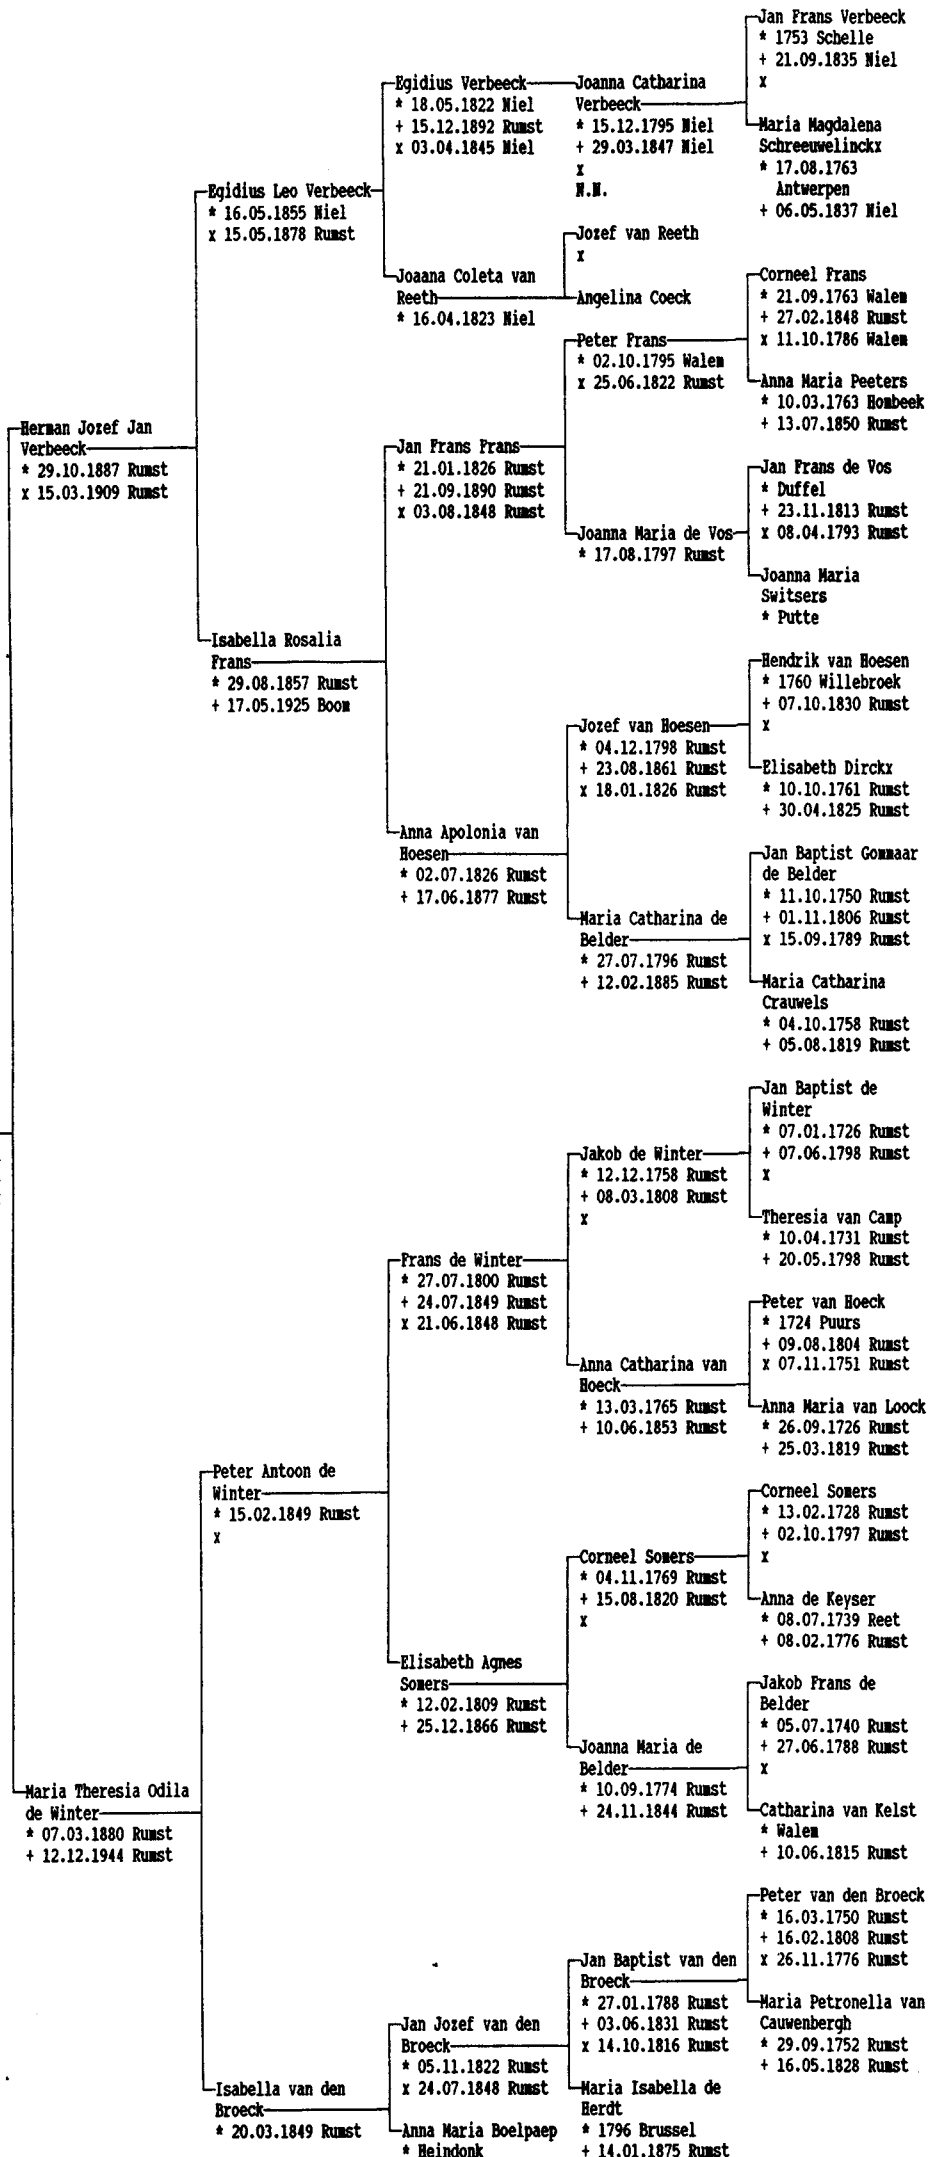 Herman Jozef Jan
Verbeeck
* 29.10.1887 Rumst
x 15.03.1909 Rumst
Maria Theresia Odila
de Winter
* 07.03.1880 Rumst
+ 12.12.1944 Rumst
Egidius Leo Verbeeck
* 16.05.1855 Niel
x 15.05.1878 Rumst
Isabella Rosalia
Frans
* 29.08.1857 Rumst
+ 17.05.1925 Boom
Peter Antoon de
Winter
* 15.02.1849 Rumst
x
Isabella van den
Broeck
* 20.03.1849 Rumst
Egidius Verbeeck
* 18.05.1822 Niel
+ 15.12.1892 Rumst
x 03.04.1845 Niel
Joaana Coleta van
Reeth
* 16.04.1823 Niel
Jan Frans Frans
* 21.01.1826 Rumst
+ 21.09.1890 Rumst
x 03.08.1848 Rumst
Anna Apolonia van
Hoesen
* 02.07.1826 Rumst
+ 17.06.1877 Rumst
Frans de Winter
* 27.07.1800 Rumst
+ 24.07.1849 Rumst
x 21.06.1848 Rumst
Elisabeth Agnes
Somers
* 12.02.1809 Rumst
+ 25.12.1866 Rumst
Jan Jozef van den
Broeck
* 05.11.1822 Rumst
x 24.07.1848 Rumst
Anna Maria Boelpaep
* Heindonk
Joanna Catharina
Verbeeck
* 15.12.1795 Niel
+ 29.03.1847 Niel
x
N.N.
Jozef van Reeth
x
Angelina Coeck
Peter Frans
* 02.10.1795 Walem
x 25.06.1822 Rumst
Joanna Maria de Vos
* 17.08.1797 Rumst
Jozef van Hoesen
* 04.12.1798 Rumst
+ 23.08.1861 Rumst
x 18.01.1826 Rumst
Maria Catharina de
Belder
* 27.07.1796 Rumst
+ 12.02.1885 Rumst
Jakob de Winter
* 12.12.1758 Rumst
+ 08.03.1808 Rumst
x
Anna Catharina van
Hoeck
* 13.03.1765 Rumst
+ 10.06.1853 Rumst
Corneel Somers
* 04.11.1769 Rumst
+ 15.08.1820 Rumst
x
Joanna Maria de
Belder
* 10.09.1774 Rumst
+ 24.11.1844 Rumst
Jan Baptist van den
Broeck
* 27.01.1788 Rumst
+ 03.06.1831 Rumst
x 14.10.1816 Rumst
Maria Isabella de
Herdt
* 1796 Brussel
+ 14.01.1875 Rumst
Jan Frans Verbeeck
* 1753 Schelle
+ 21.09.1835 Niel
x
Maria Magdalena
Schreeuwelinckx
* 17.08.1763
Antwerpen
+ 06.05.1837 Niel
Corneel Frans
* 21.09.1763 Walem
+ 27.02.1848 Rumst
x 11.10.1786 Walem
Anna Maria Peeters
* 10.03.1763 Hombeek
+ 13.07.1850 Rumst
Jan Frans de Vos
* Duffel
+ 23.11.1813 Rumst
x 08.04.1793 Rumst
Joanna Maria
Switsers
* Putte
Hendrik van Hoesen
* 1760 Willebroek
+ 07.10.1830 Rumst
x
Elisabeth Dirckx
* 10.10.1761 Rumst
+ 30.04.1825 Rumst
Jan Baptist Gommaar
de Belder
* 11.10.1750 Rumst
+ 01.11.1806 Rumst
x 15.09.1789 Rumst
Maria Catharina
Crauwels
* 04.10.1758 Rumst
+ 05.08.1819 Rumst
Jan Baptist de
Winter
* 07.01.1726 Rumst
+ 07.06.1798 Rumst
x
Theresia van Camp
* 10.04.1731 Rumst
+ 20.05.1798 Rumst
Peter van Hoeck
* 1724 Puurs
+ 09.08.1804 Rumst
x 07.11.1751 Rumst
Anna Maria van Loock
* 26.09.1726 Rumst
+ 25.03.1819 Rumst
Corneel Somers
* 13.02.1728 Rumst
+ 02.10.1797 Rumst
x
Anna de Keyser
* 08.07.1739 Reet
+ 08.02.1776 Rumst
Jakob Frans de
Belder
* 05.07.1740 Rumst
+ 27.06.1788 Rumst
x
Catharina van Kelst
* Walem
+ 10.06.1815 Rumst
Peter van den Broeck
* 16.03.1750 Rumst
+ 16.02.1808 Rumst
x 26.11.1776 Rumst
Maria Petronella van
Cauwenbergh
* 29.09.1752 Rumst
+ 16.05.1828 Rumst